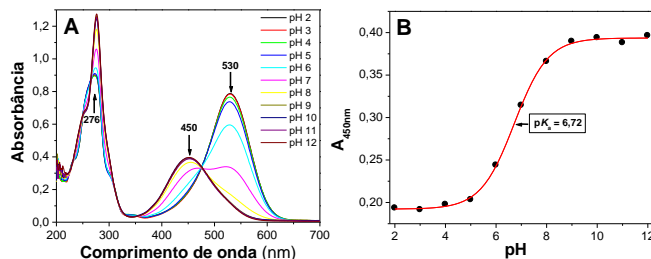 A
Absorbância
1,2
1,0
0,8
0,6
0,4
0,2
0,0
276
450
530
pH 2
pH 3
pH 4
pH 5
pH 6
pH 7
pH 8
pH 9
pH 10
pH 11
pH 12
200 300 400 500 600 700
Comprimento de onda (nm)
B
A450nm
0,40
0,35
0,30
0,25
0,20
pKa = 6,72
2 4 6 8 10 12
pH